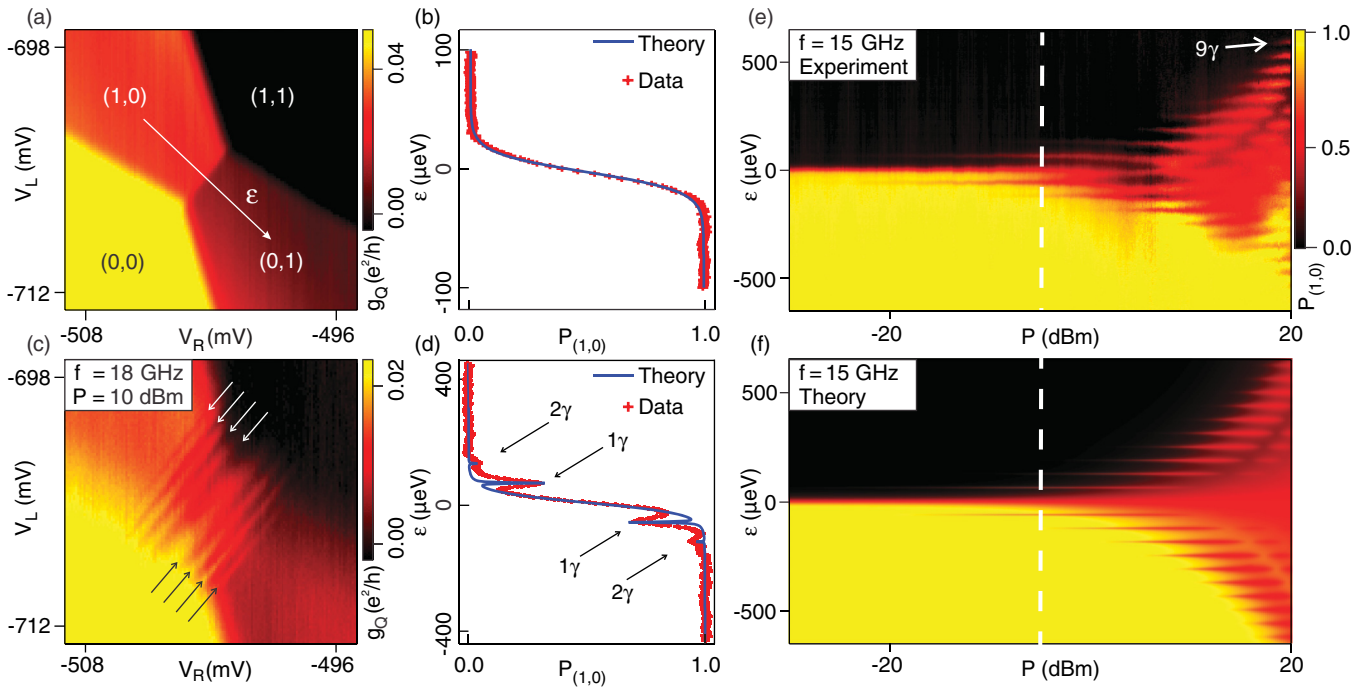 (a)
-698
V_L (mV)
-712
(1,0)
(1,1)
ε
(0,0)
(0,1)
0.04
0.00
g_Q (e²/h)
-508
V_R (mV)
-496
(b)
100
ε (µeV)
0
-100
Theory
Data
0.0
P_(1,0)
1.0
(c)
f = 18 GHz
P = 10 dBm
-698
V_L (mV)
-712
0.02
0.00
g_Q (e²/h)
-508
V_R (mV)
-496
(d)
400
ε (µeV)
0
-400
Theory
Data
2γ
1γ
1γ
2γ
0.0
P_(1,0)
1.0
(e)
f = 15 GHz
Experiment
9γ
500
ε (µeV)
0
-500
1.0
0.5
0.0
P_(1,0)
-20
P (dBm)
20
(f)
f = 15 GHz
Theory
500
ε (µeV)
0
-500
-20
P (dBm)
20